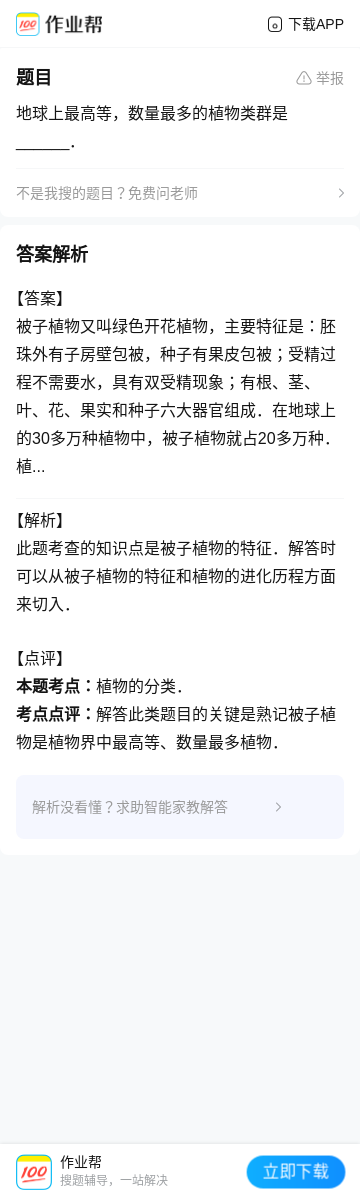 作业帮
下载APP
题目
举报
地球上最高等，数量最多的植物类群是
______．
不是我搜的题目？免费问老师
答案解析
【答案】
被子植物又叫绿色开花植物，主要特征是：胚
珠外有子房壁包被，种子有果皮包被；受精过
程不需要水，具有双受精现象；有根、茎、
叶、花、果实和种子六大器官组成．在地球上
的30多万种植物中，被子植物就占20多万种．
植...
【解析】
此题考查的知识点是被子植物的特征．解答时
可以从被子植物的特征和植物的进化历程方面
来切入．
【点评】
本题考点：植物的分类．
考点点评：解答此类题目的关键是熟记被子植
物是植物界中最高等、数量最多植物．
解析没看懂？求助智能家教解答
作业帮
搜题辅导，一站解决
立即下载